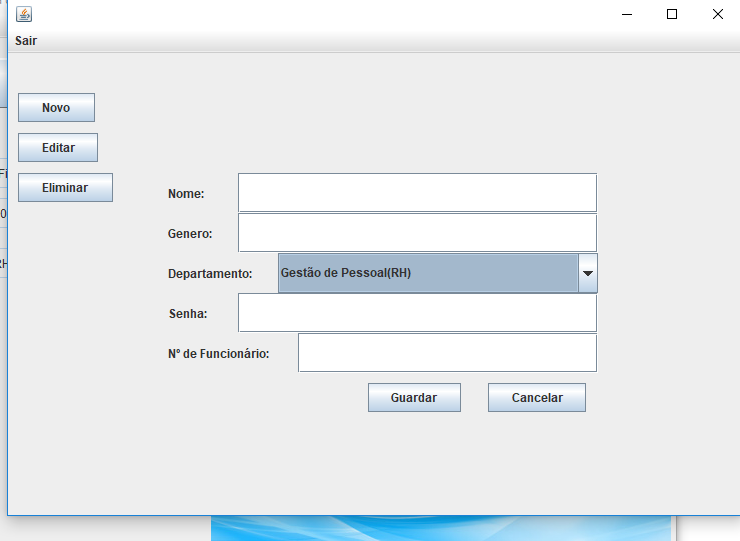 Sair
Novo
Editar
Eliminar
Nome:
Genero:
Departamento: Gestão de Pessoal(RH)
Senha:
Nº de Funcionário:
Guardar Cancelar